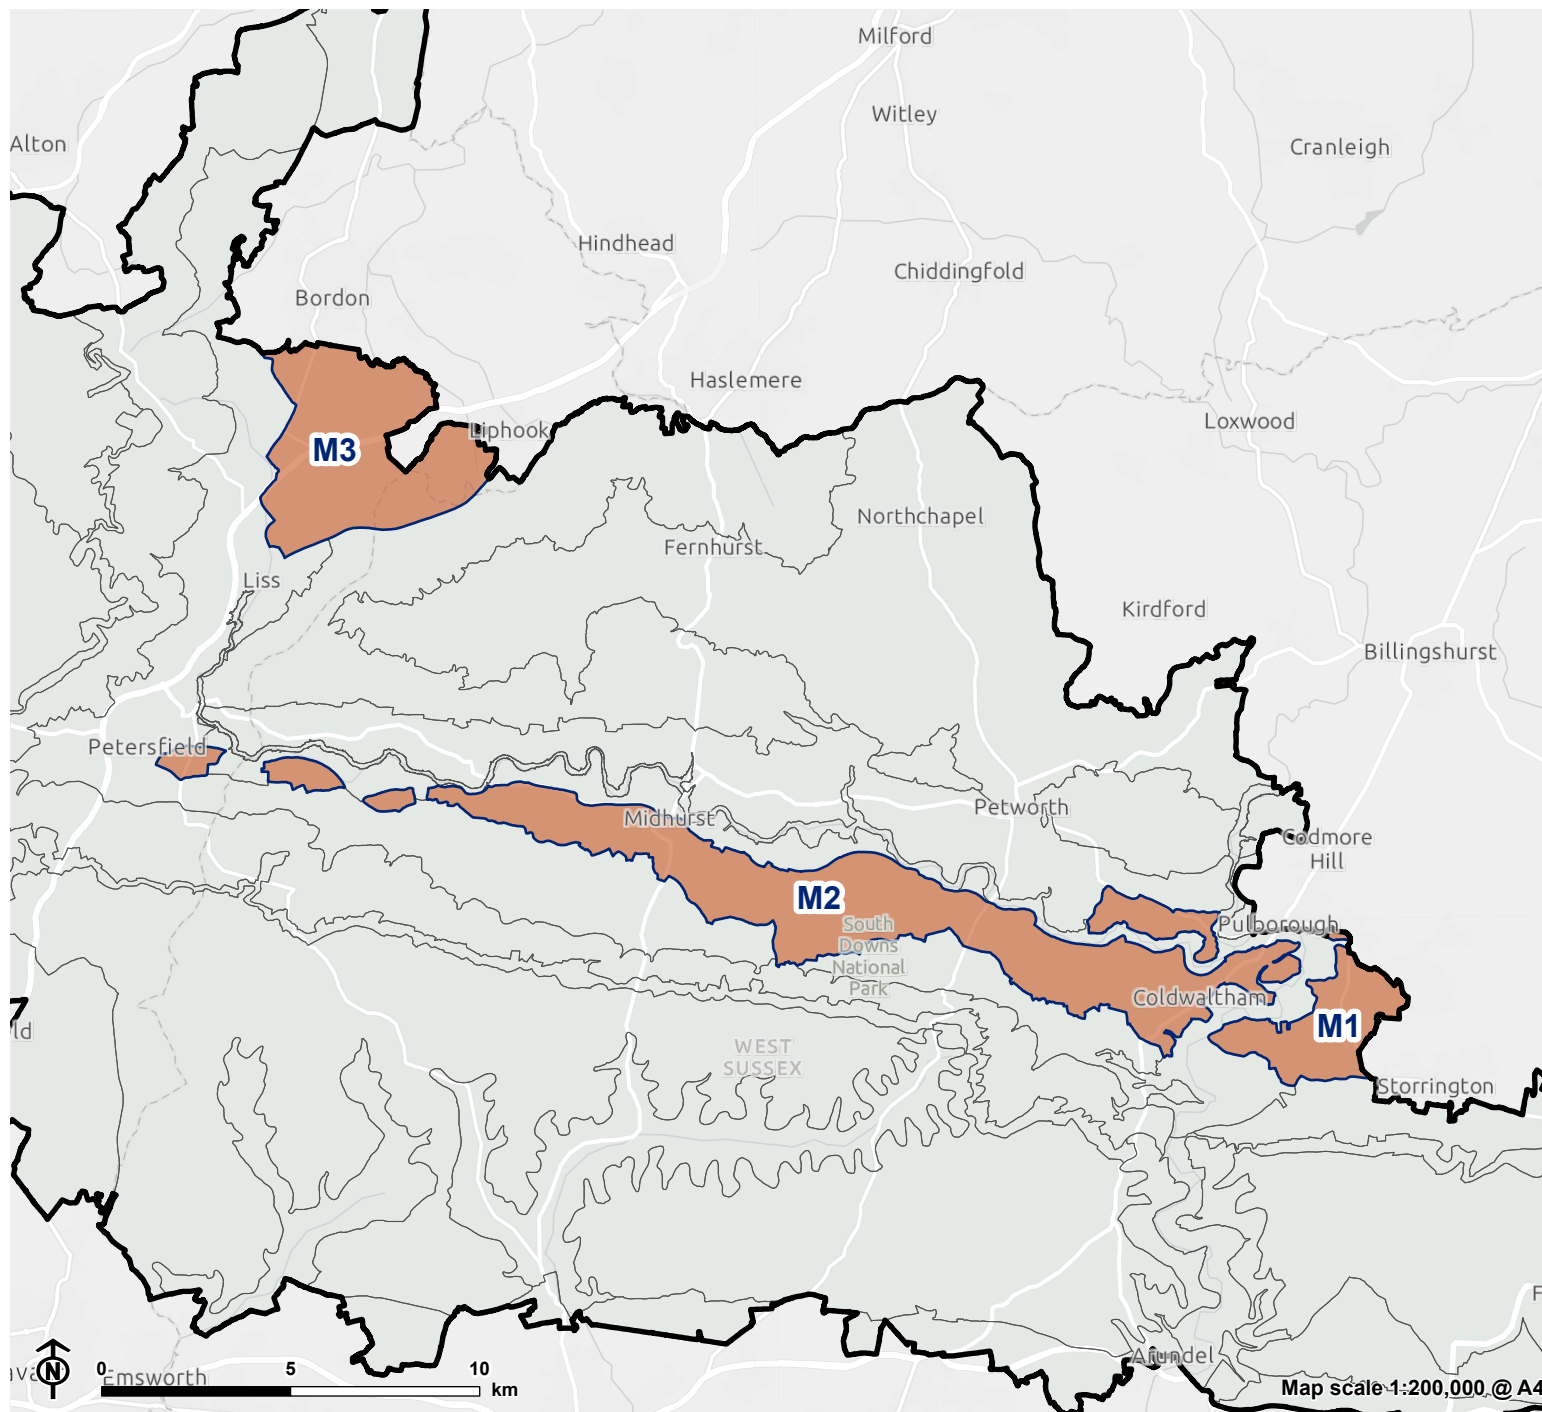 Milford
Witley
Alton
Cranleigh
Hindhead
Chiddingfold
Bordon
Haslemere
Loxwood
Liphook
M3
Northchapel
Fernhurst
Liss
Kirdford
Billingshurst
Petersfield
Petworth
Midhurst
Codmore
Hill
M2
South
Downs
National
Park
Pulborough
Coldwaltham
M1
ld
WEST
SUSSEX
Storrington
F
Arundel
ava
N
Emsworth
0
5
10
km
Map scale 1:200,000 @ A4